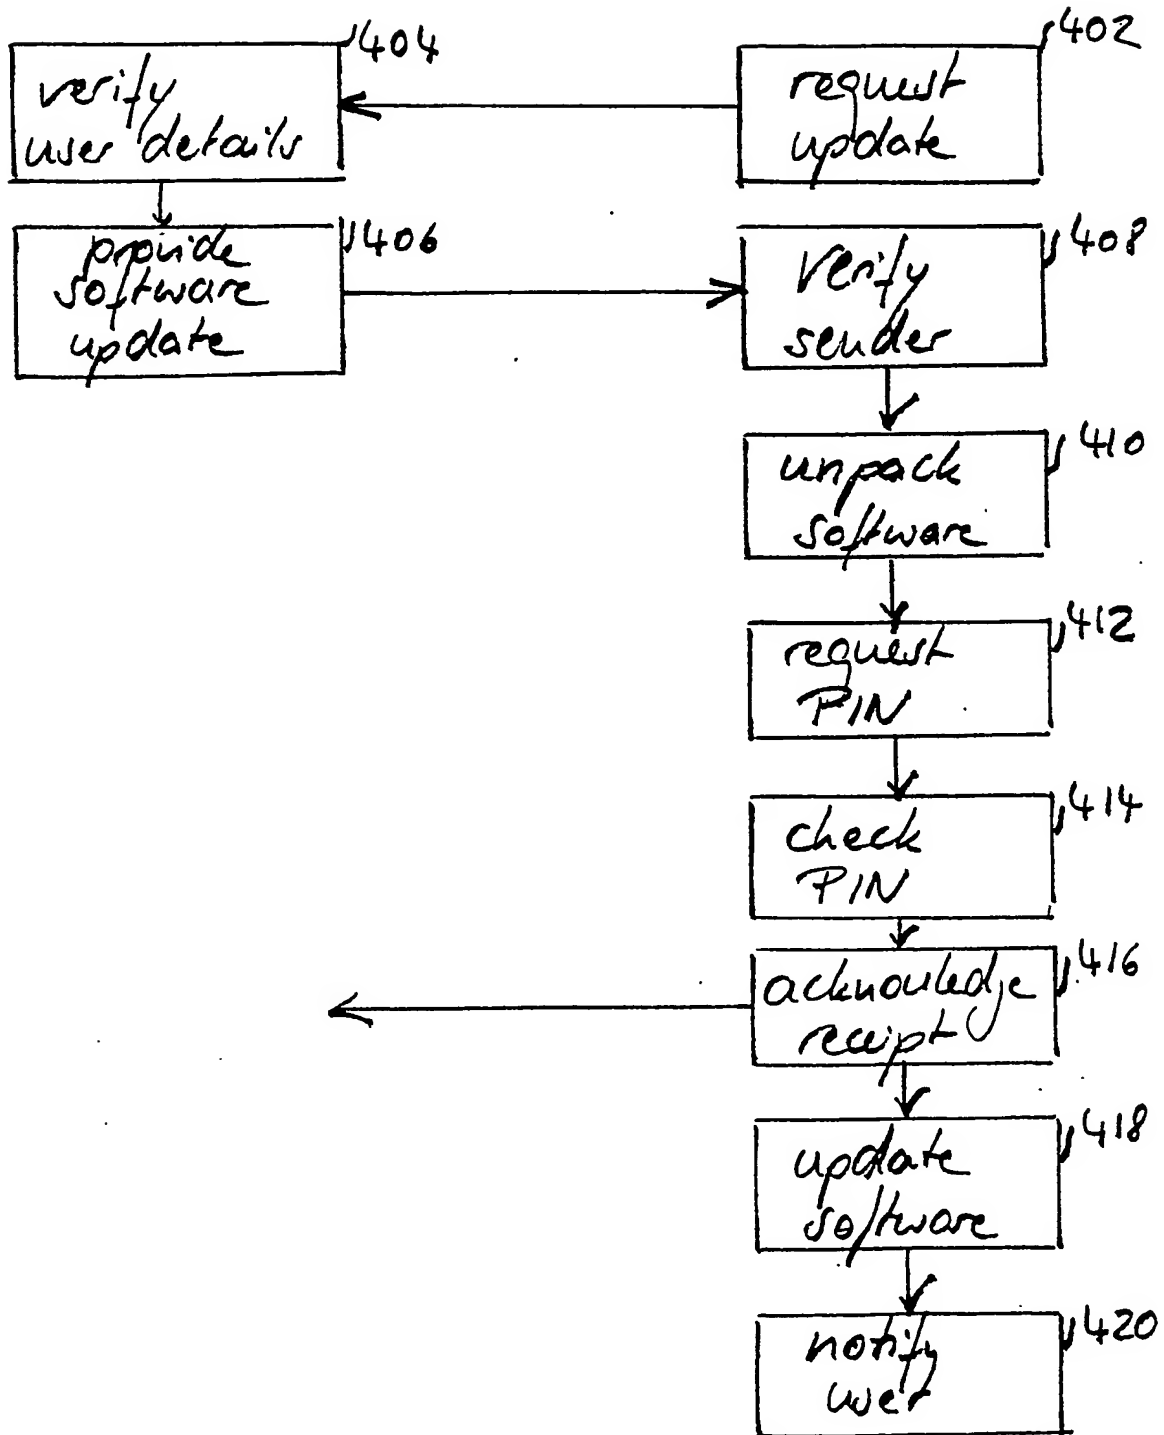 404
verify
user details
402
request
update
406
provide
software
update
408
Verify
sender
410
unpack
software
412
request
PIN
414
check
PIN
416
acknowledge
receipt
418
update
software
420
notify
user